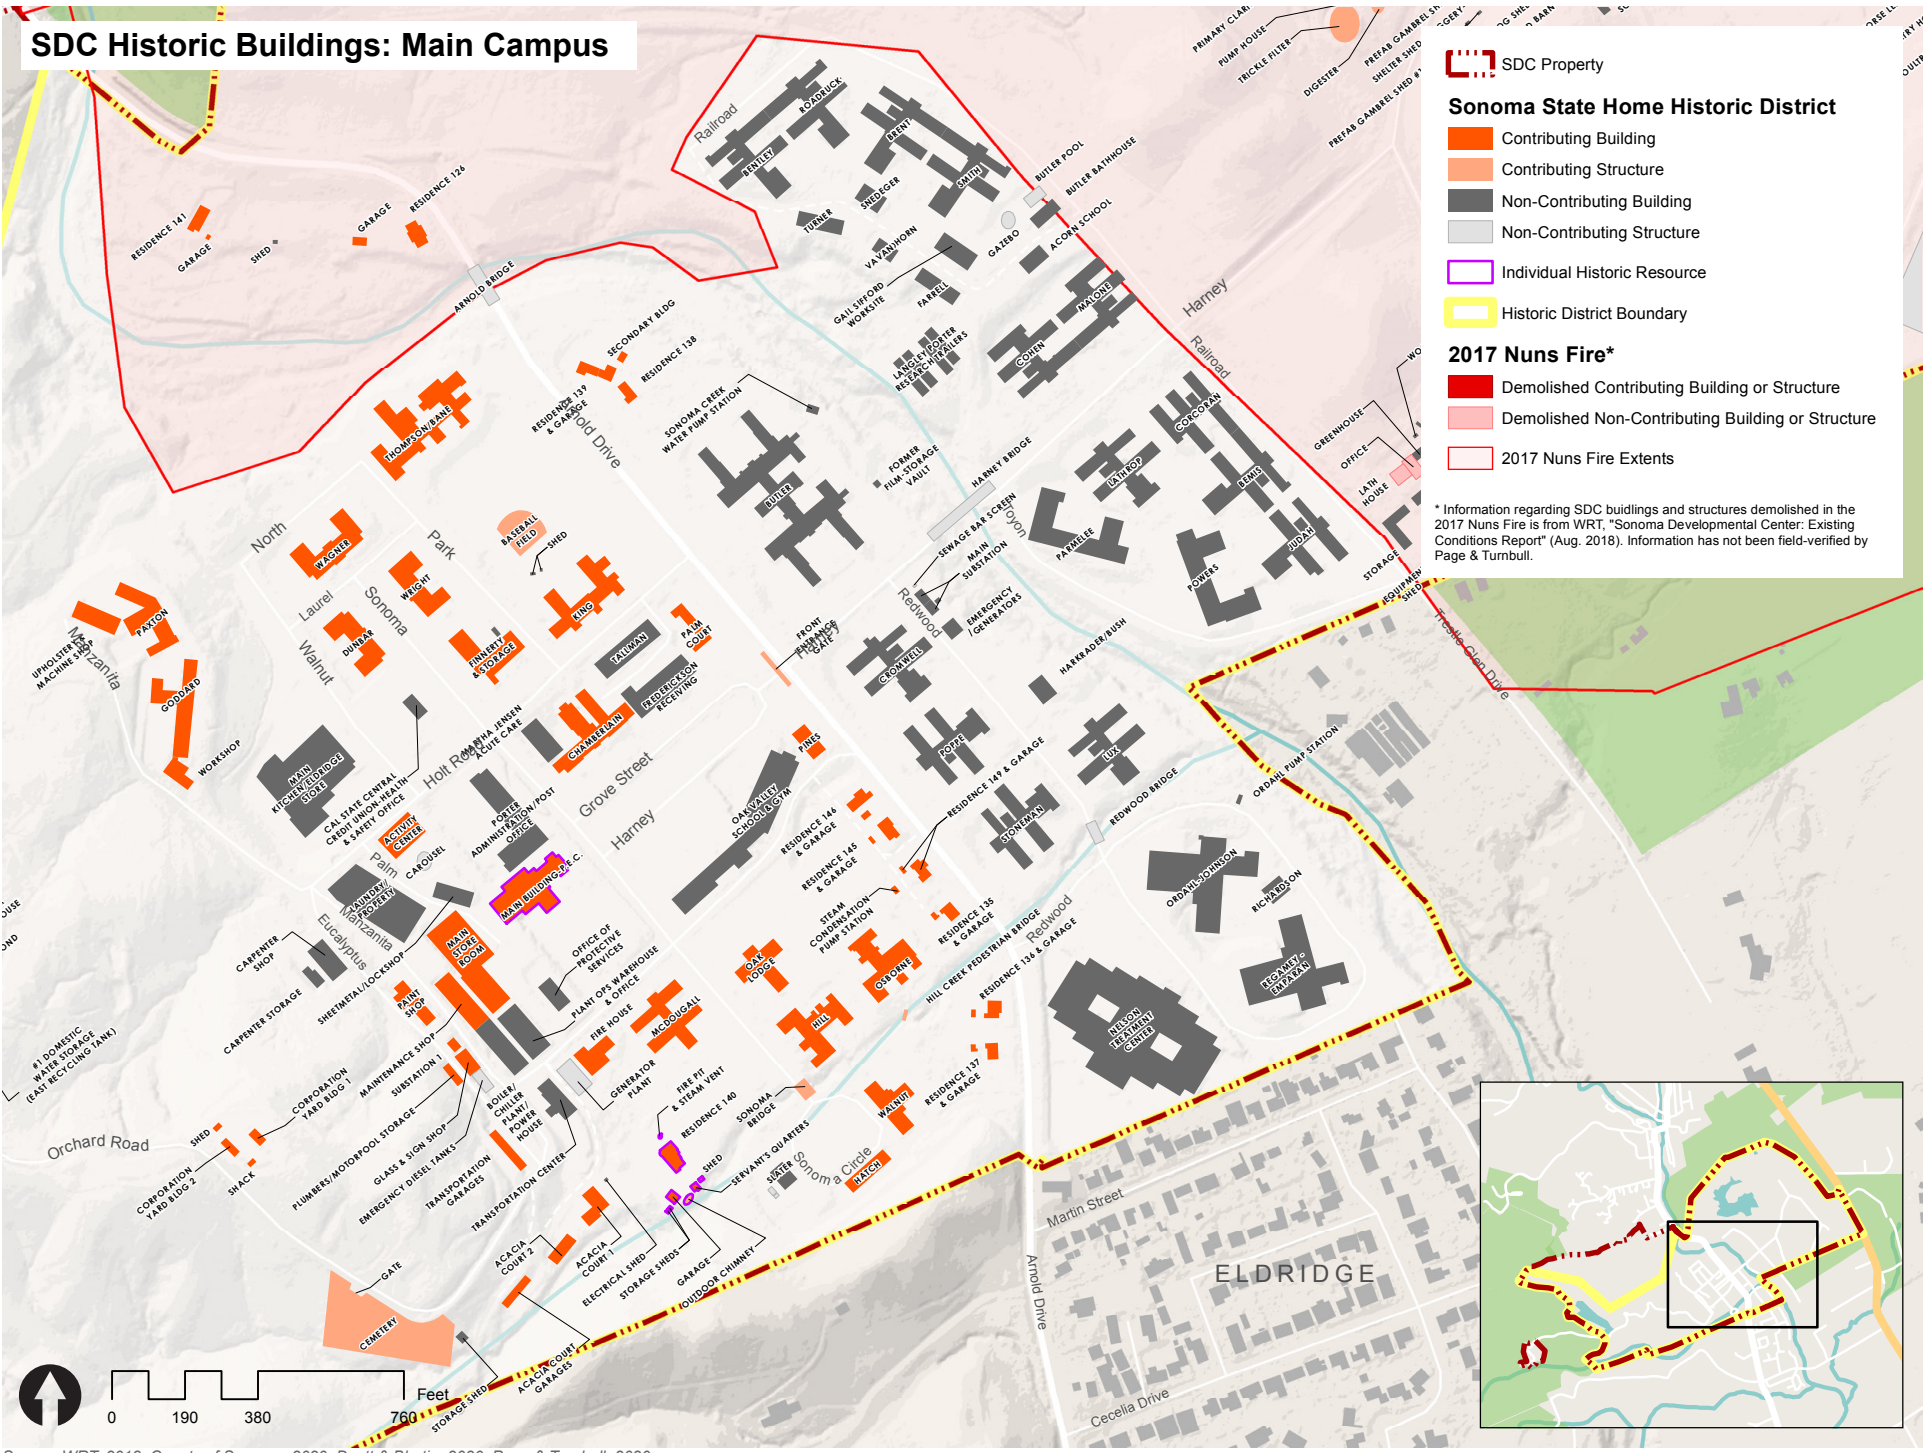 SDC Historic Buildings: Main Campus
PRIMARY CLAR
PUMP HOUSE
TRICKLE FILTER
DIGESTER
PREFAB GAMBREL SH
SHELTER SHED
PREFAB GAMBREL SHED #
SDC Property
Sonoma State Home Historic District
Contributing Building
Contributing Structure
Non-Contributing Building
Non-Contributing Structure
Individual Historic Resource
Historic District Boundary
2017 Nuns Fire*
Demolished Contributing Building or Structure
Demolished Non-Contributing Building or Structure
2017 Nuns Fire Extents
* Information regarding SDC buidlings and structures demolished in the
2017 Nuns Fire is from WRT, "Sonoma Developmental Center: Existing
Conditions Report" (Aug. 2018). Information has not been field-verified by
Page & Turnbull.
Railroad
ROADRUCK
BENTLEY
BRENT
SMITH
SNEDEGER
TURNER
VAVANJHORN
BUTLER POOL
BUTLER BATHHOUSE
GAZEBO
ACORN SCHOOL
GAIL SIFFORD
WORKSITE
FARRELL
MALONE
COHEN
LANGLEY PORTER
RESEARCH TRAILERS
Harney
Railroad
RESIDENCE 141
GARAGE
SHED
GARAGE
RESIDENCE 126
ARNOLD BRIDGE
SECONDARY BLDG
RESIDENCE 138
RESIDENCE 139
& GARAGE
Arnold Drive
SONOMA CREEK
WATER PUMP STATION
THOMPSON/BANE
BUTLER
FORMER
FILM-STORAGE
VAULT
HARNEY BRIDGE
SEWAGE BAR SCREEN
MAIN
SUBSTATION
Toyon
LATHROP
CORCORAN
BEMIS
JUDAH
PARMELEE
POWERS
GREENHOUSE
OFFICE
LATH
HOUSE
WO
STORAGE
EQUIPMEN
SHED
Trestle Glen Drive
North
Park
BASEBALL
FIELD
SHED
WAGNER
WRIGHT
Laurel
Sonoma
Walnut
DUNBAR
KING
FINNERTY
& STORAGE
TALLMAN
PALM
COURT
FREDERICKSON
RECEIVING
FRONT
ENTRANCE
GATE
Harney
Redwood
EMERGENCY
/GENERATORS
CROMWELL
HARKRADER/BUSH
PAXTON
UPHOLSTERY
MACHINE SHOP
Manzanita
GODDARD
WORKSHOP
MAIN
KITCHEN/ELDRIDGE
STORE
CAL STATE CENTRAL
CREDIT UNION-HEALTH
& SAFETY OFFICE
MARTHA JENSEN
ACUTE CARE
Holt Road
CHAMBERLAIN
Grove Street
PORTER
ADMINISTRATION/POST
OFFICE
Harney
PINES
OAK VALLEY
SCHOOL & GYM
POPPE
LUX
STONEMAN
RESIDENCE 149 & GARAGE
REDWOOD BRIDGE
ORDAHL PUMP STATION
ACTIVITY
CENTER
Palm
CAROUSEL
LAUNDRY/
PROPERTY
Manzanita
Eucalyptus
MAIN BUILDING-P.E.C.
MAIN
STORE
ROOM
CARPENTER
SHOP
CARPENTER STORAGE
SHEETMETAL/LOCKSHOP
PAINT
SHOP
OFFICE OF
PROTECTIVE
SERVICES
PLANT OPS WAREHOUSE
& OFFICE
FIRE HOUSE
MCDOUGALL
OAK
LODGE
RESIDENCE 146
& GARAGE
RESIDENCE 145
& GARAGE
STEAM
CONDENSATION
PUMP STATION
OSBORNE
RESIDENCE 135
& GARAGE
HILL CREEK PEDESTRIAN BRIDGE
Redwood
RESIDENCE 136 & GARAGE
ORDAHL-JOHNSON
RICHARDSON
REGAMEY -
EMPARAN
NELSON
TREATMENT
CENTER
HILL
OUSE
OND
#1 DOMESTIC
WATER STORAGE
(EAST RECYCLING TANK)
MAINTENANCE SHOP
SUBSTATION 1
CORPORATION
YARD BLDG 1
PLUMBERS/MOTORPOOL STORAGE
GLASS & SIGN SHOP
EMERGENCY DIESEL TANKS
BOILER/
CHILLER
PLANT/
POWER
HOUSE
TRANSPORTATION
GARAGES
TRANSPORTATION CENTER
GENERATOR
PLANT
FIRE PIT
& STEAM VENT
RESIDENCE 140
SONOMA
BRIDGE
WALNUT
RESIDENCE 137
& GARAGE
SHED
SERVANT'S QUARTERS
SLATER
Sonoma Circle
HATCH
Orchard Road
SHED
CORPORATION
YARD BLDG 2
SHACK
ACACIA
COURT 2
ACACIA
COURT 1
ELECTRICAL SHED
STORAGE SHEDS
GARAGE
OUTDOOR CHIMNEY
GATE
CEMETERY
STORAGE SHED
ACACIA COURT
GARAGES
Martin Street
Arnold Drive
ELDRIDGE
Cecelia Drive
Feet
0 190 380 760